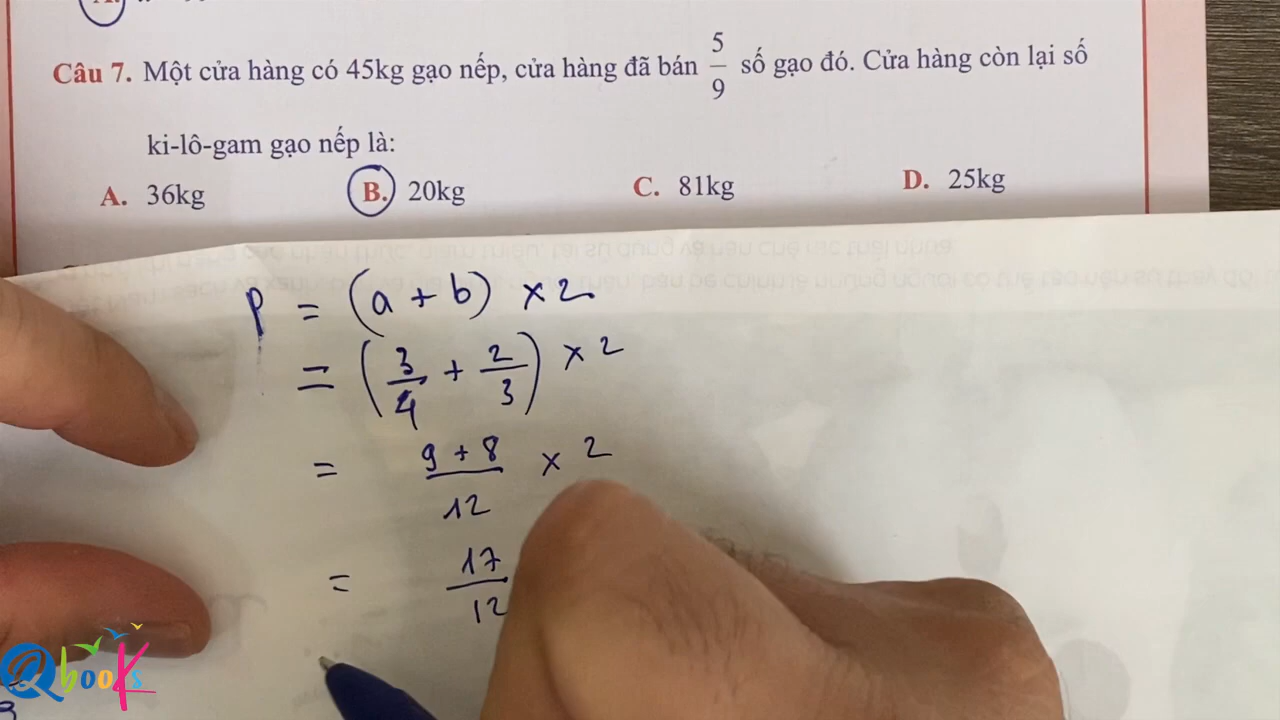 Câu 7. Một cửa hàng có 45kg gạo nếp, cửa hàng đã bán 5/9 số gạo đó. Cửa hàng còn lại số
ki-lô-gam gạo nếp là:
A. 36kg B. 20kg C. 81kg D. 25kg
P = (a + b) × 2
= (3/4 + 2/3) × 2
= (9 + 8)/12 × 2
= 17/12
Qbooks